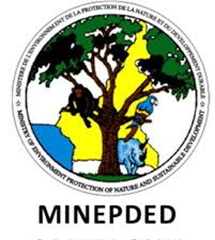 MINISTERE DE L'ENVIRONNEMENT DE LA PROTECTION DE LA NATURE ET DU DEVELOPPEMENT DURABLE
MINISTRY OF ENVIRONMENT PROTECTION OF NATURE AND SUSTAINABLE DEVELOPMENT
MINEPDED